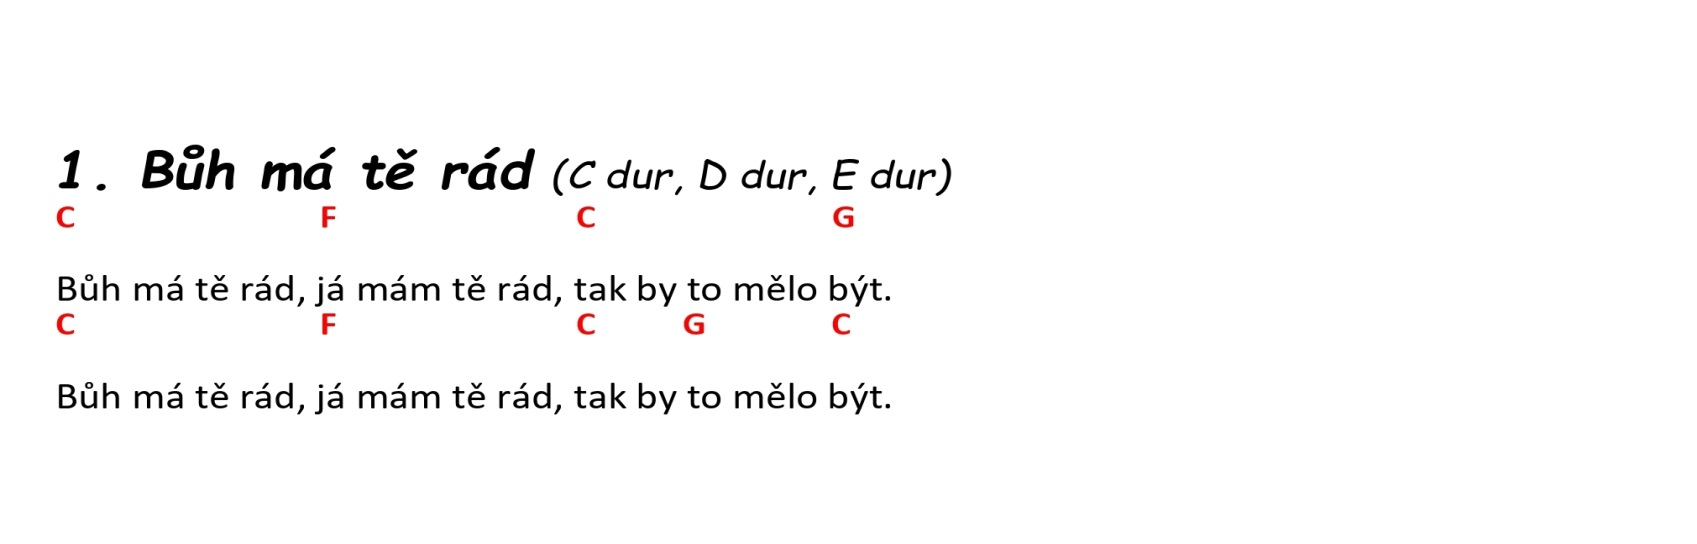 1. Bůh má tě rád (C dur, D dur, E dur)
C F C G
Bůh má tě rád, já mám tě rád, tak by to mělo být.
C F C G C
Bůh má tě rád, já mám tě rád, tak by to mělo být.